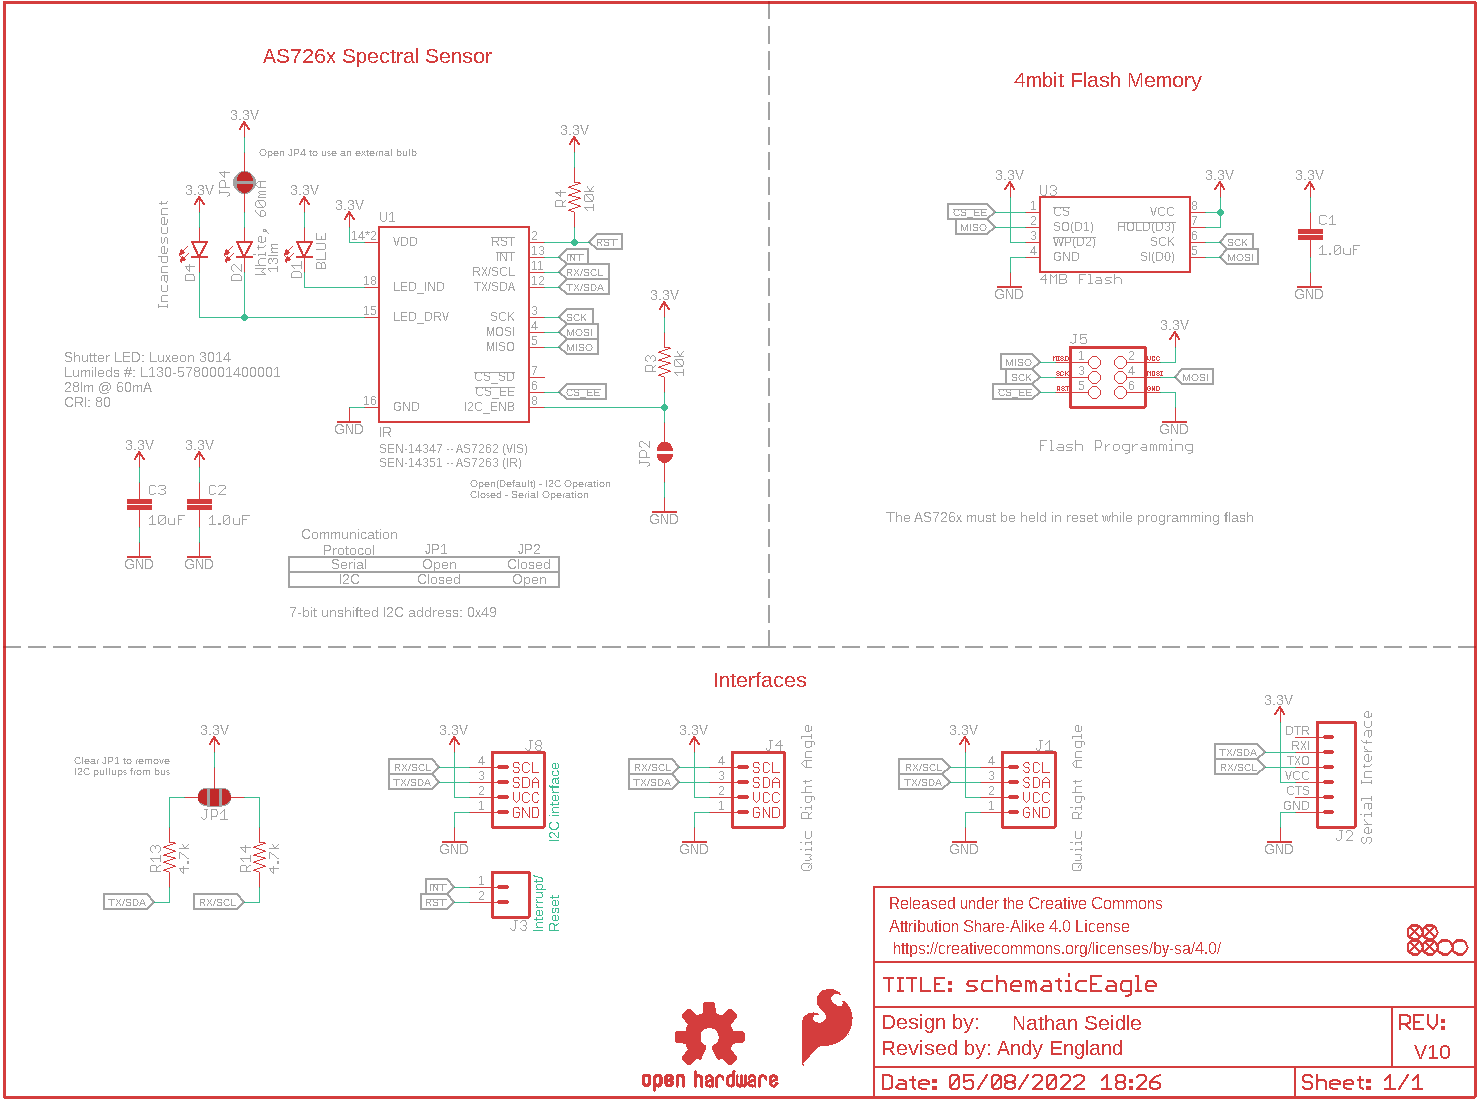 AS726x Spectral Sensor
4mbit Flash Memory
3.3V
Open JP4 to use an external bulb
JP4
3.3V
3.3V
3.3V
3.3V
Incandescent
D4
D2
White, 60mA
13lm
D1
BLUE
R4
10k
U1
14*2
VDD
18
LED_IND
15
LED_DRV
16
GND
GND
RST
2
RST
INT
13
INT
RX/SCL
11
RX/SCL
TX/SDA
12
TX/SDA
SCK
3
SCK
MOSI
4
MOSI
MISO
5
MISO
CS_SD
7
CS_EE
6
CS_EE
I2C_ENB
8
IR
SEN-14347 -- AS7262 (VIS)
SEN-14351 -- AS7263 (IR)
3.3V
R3
10k
JP2
GND
Open(Default) - I2C Operation
Closed - Serial Operation
Shutter LED: Luxeon 3014
Lumileds #: L130-5780001400001
28lm @ 60mA
CRI: 80
3.3V
3.3V
C3
10uF
C2
1.0uF
GND
GND
Communication
Protocol JP1 JP2
Serial Open Closed
I2C Closed Open
7-bit unshifted I2C address: 0x49
3.3V
3.3V
3.3V
U3
CS_EE
1
CS
MISO
2
SO(D1)
3
WP(D2)
4
GND
VCC
8
HOLD(D3)
7
SCK
6
SCK
SI(D0)
5
MOSI
4MB Flash
GND
C1
1.0uF
GND
3.3V
J5
MISO
MISO
1
2
VCC
SCK
SCK
3
4
MOSI
MOSI
CS_EE
RST
5
6
GND
GND
Flash Programming
The AS726x must be held in reset while programming flash
Interfaces
3.3V
Clear JP1 to remove
I2C pullups from bus
JP1
R13
4.7k
R14
4.7k
TX/SDA
RX/SCL
3.3V
J8
RX/SCL
4
SCL
TX/SDA
3
SDA
2
VCC
1
GND
I2C interface
GND
INT
1
RST
2
J3
Interrupt/
Reset
3.3V
J4
RX/SCL
4
SCL
TX/SDA
3
SDA
2
VCC
1
GND
Qwiic Right Angle
GND
3.3V
J1
RX/SCL
4
SCL
TX/SDA
3
SDA
2
VCC
1
GND
Qwiic Right Angle
GND
3.3V
DTR
TX/SDA
RXI
RX/SCL
TXO
VCC
CTS
GND
J2
Serial Interface
GND
Released under the Creative Commons
Attribution Share-Alike 4.0 License
https://creativecommons.org/licenses/by-sa/4.0/
TITLE: schematicEagle
Design by: Nathan Seidle
Revised by: Andy England
REV:
V10
Date: 05/08/2022 18:26
Sheet: 1/1
open hardware